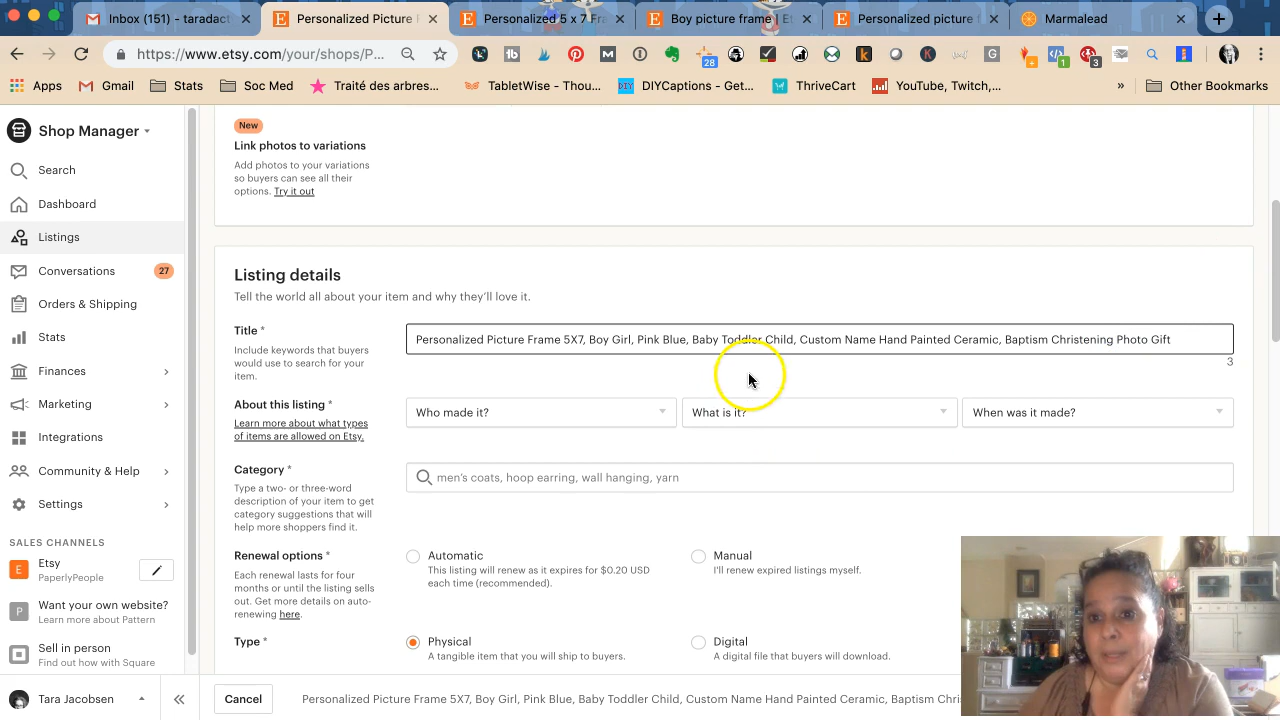 Inbox (151) - taradact
Personalized Picture F
Personalized 5 x 7 Fra
Boy picture frame | Et
Personalized picture f
Marmalead
https://www.etsy.com/your/shops/P...
28
1
3
Apps
Gmail
Stats
Soc Med
Traité des arbres...
TabletWise - Thou...
DIYCaptions - Get...
ThriveCart
YouTube, Twitch,...
»
Other Bookmarks
Shop Manager
Search
Dashboard
Listings
Conversations
27
Orders & Shipping
Stats
Finances
Marketing
Integrations
Community & Help
Settings
SALES CHANNELS
Etsy
PaperlyPeople
Want your own website?
Learn more about Pattern
Sell in person
Find out how with Square
Tara Jacobsen
New
Link photos to variations
Add photos to your variations
so buyers can see all their
options. Try it out
Listing details
Tell the world all about your item and why they'll love it.
Title *
Include keywords that buyers
would use to search for your
item.
Personalized Picture Frame 5X7, Boy Girl, Pink Blue, Baby Toddler Child, Custom Name Hand Painted Ceramic, Baptism Christening Photo Gift
3
About this listing *
Learn more about what types
of items are allowed on Etsy.
Who made it?
What is it?
When was it made?
Category *
Type a two- or three-word
description of your item to get
category suggestions that will
help more shoppers find it.
men's coats, hoop earring, wall hanging, yarn
Renewal options *
Each renewal lasts for four
months or until the listing sells
out. Get more details on auto-
renewing here.
Automatic
This listing will renew as it expires for $0.20 USD
each time (recommended).
Manual
I'll renew expired listings myself.
Type *
Physical
A tangible item that you will ship to buyers.
Digital
A digital file that buyers will download.
Cancel
Personalized Picture Frame 5X7, Boy Girl, Pink Blue, Baby Toddler Child, Custom Name Hand Painted Ceramic, Baptism Chri